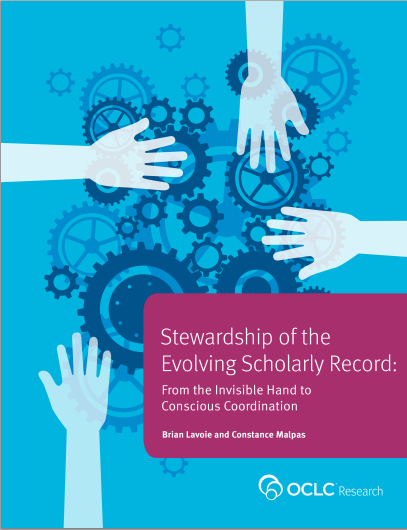 Stewardship of the
Evolving Scholarly Record:
From the Invisible Hand to
Conscious Coordination
Brian Lavoie and Constance Malpas
OCLC Research